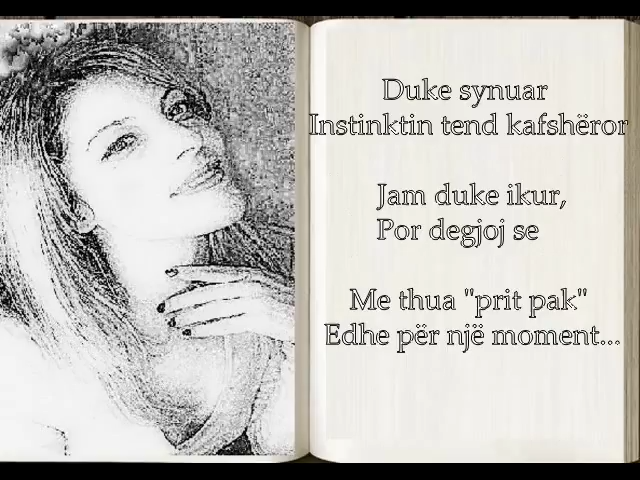 Duke synuar
Instinktin tend kafshëror
Jam duke ikur,
Por degjoj se
Me thua "prit pak"
Edhe për një moment...